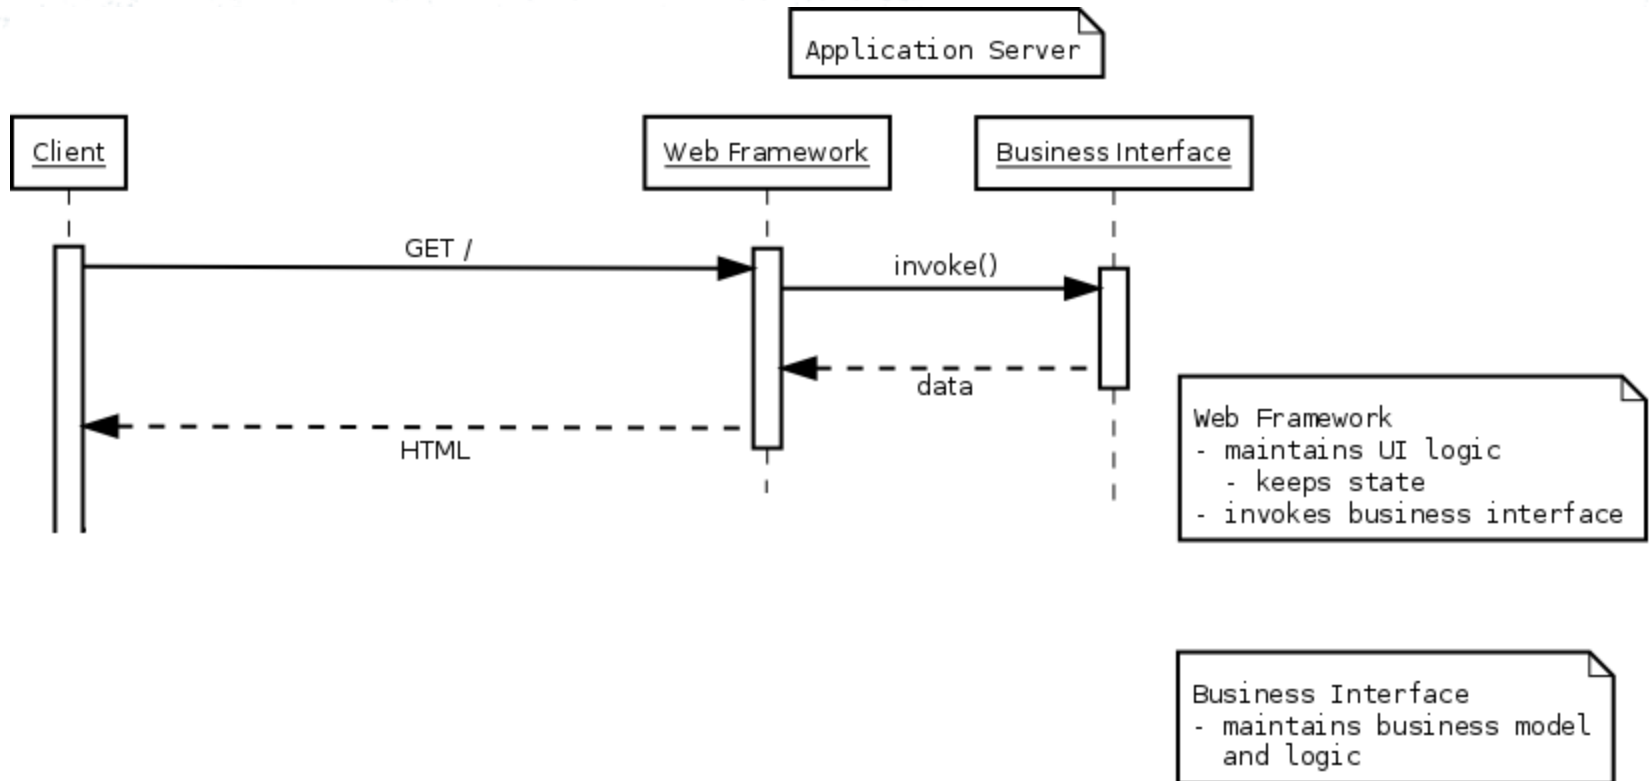 Application Server
Client
Web Framework
Business Interface
GET /
invoke()
data
HTML
Web Framework
- maintains UI logic
  - keeps state
- invokes business interface
Business Interface
- maintains business model
  and logic